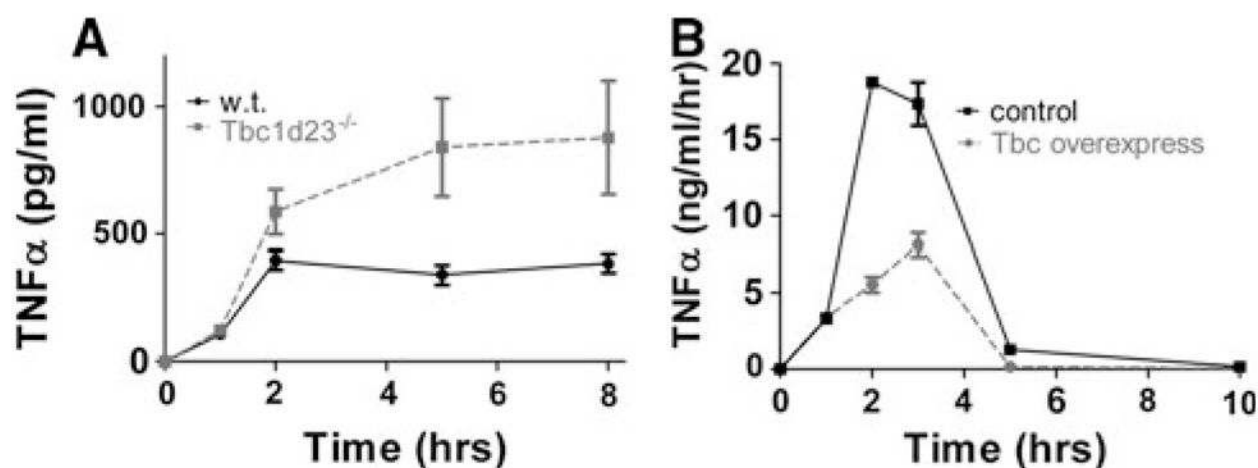 A
TNFα (pg/ml)
1000
500
0
w.t.
Tbc1d23-/-
0 2 4 6 8
Time (hrs)
B
TNFα (ng/ml/hr)
20
15
10
5
0
control
Tbc overexpress
0 2 4 6 8 10
Time (hrs)